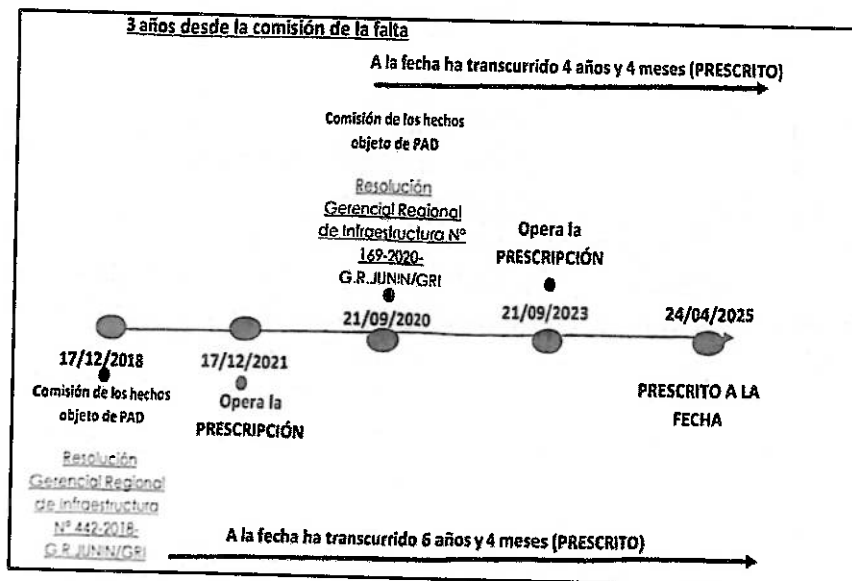 3 años desde la comisión de la falta
A la fecha ha transcurrido 4 años y 4 meses (PRESCRITO)
Comisión de los hechos
objeto de PAD
Resolución
Gerencial Regional
de Infraestructura Nº
169-2020-
G.R.JUNIN/GRI
Opera la
PRESCRIPCIÓN
21/09/2020
21/09/2023
24/04/2025
17/12/2018
17/12/2021
Comisión de los hechos
objeto de PAD
Opera la
PRESCRIPCIÓN
PRESCRITO A LA
FECHA
Resolución
Gerencial Regional
de Infraestructura
Nº 442-2018-
G.R.JUNIN/GRI
A la fecha ha transcurrido 6 años y 4 meses (PRESCRITO)